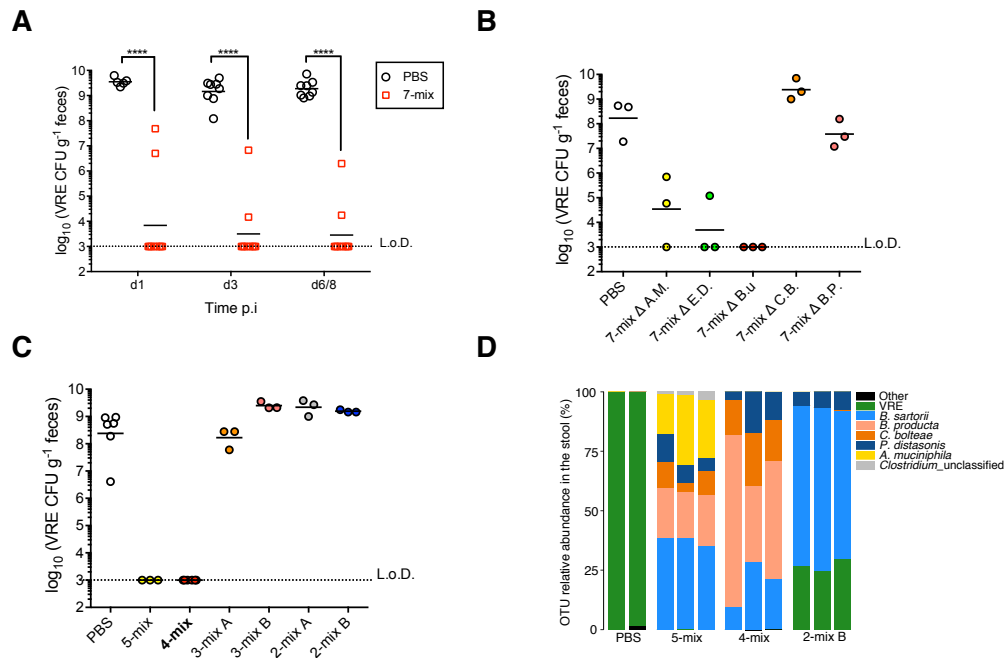 A
log10 (VRE CFU g-1 feces)
10
9
8
7
6
5
4
3
2
****
****
****
PBS
7-mix
L.o.D.
d1
d3
d6/8
Time p.i
B
log10 (VRE CFU g-1 feces)
10
9
8
7
6
5
4
3
2
L.o.D.
PBS
7-mix Δ A.M.
7-mix Δ E.D.
7-mix Δ B.u
7-mix Δ C.B.
7-mix Δ B.P.
C
log10 (VRE CFU g-1 feces)
10
9
8
7
6
5
4
3
2
L.o.D.
PBS
5-mix
4-mix
3-mix A
3-mix B
2-mix A
2-mix B
D
OTU relative abundance in the stool (%)
100
75
50
25
0
PBS
5-mix
4-mix
2-mix B
Other
VRE
B. sartorii
B. producta
C. bolteae
P. distasonis
A. muciniphila
Clostridium_unclassified